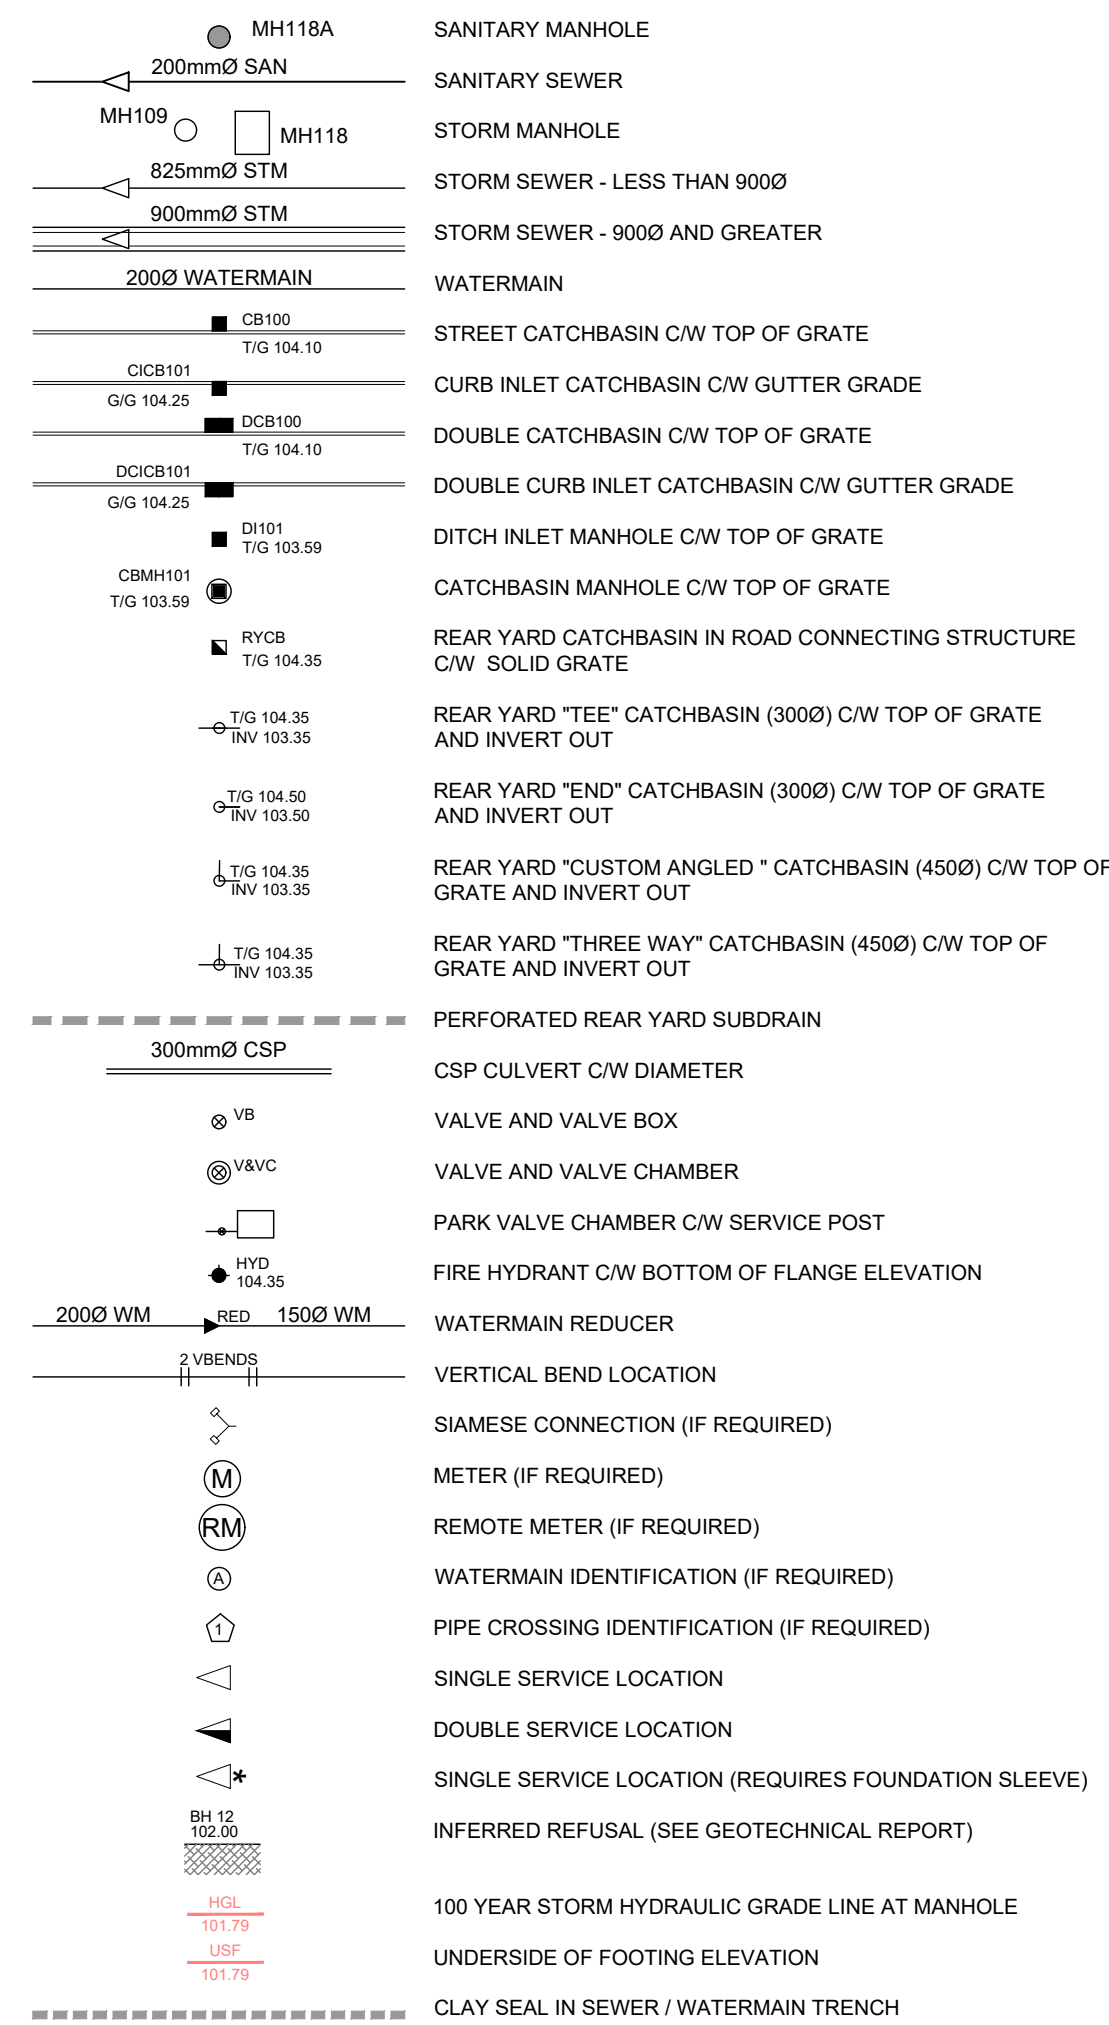 MH118A SANITARY MANHOLE
200mmØ SAN
SANITARY SEWER
MH109
MH118
STORM MANHOLE
825mmØ STM
STORM SEWER - LESS THAN 900Ø
900mmØ STM
STORM SEWER - 900Ø AND GREATER
200Ø WATERMAIN
WATERMAIN
CB100
T/G 104.10
STREET CATCHBASIN C/W TOP OF GRATE
CICB101
G/G 104.25
CURB INLET CATCHBASIN C/W GUTTER GRADE
DCB100
T/G 104.10
DOUBLE CATCHBASIN C/W TOP OF GRATE
DCICB101
G/G 104.25
DOUBLE CURB INLET CATCHBASIN C/W GUTTER GRADE
DI101
T/G 103.59
DITCH INLET MANHOLE C/W TOP OF GRATE
CBMH101
T/G 103.59
CATCHBASIN MANHOLE C/W TOP OF GRATE
RYCB
T/G 104.35
REAR YARD CATCHBASIN IN ROAD CONNECTING STRUCTURE
C/W SOLID GRATE
T/G 104.35
INV 103.35
REAR YARD "TEE" CATCHBASIN (300Ø) C/W TOP OF GRATE
AND INVERT OUT
T/G 104.50
INV 103.50
REAR YARD "END" CATCHBASIN (300Ø) C/W TOP OF GRATE
AND INVERT OUT
T/G 104.35
INV 103.35
REAR YARD "CUSTOM ANGLED " CATCHBASIN (450Ø) C/W TOP OF
GRATE AND INVERT OUT
T/G 104.35
INV 103.35
REAR YARD "THREE WAY" CATCHBASIN (450Ø) C/W TOP OF
GRATE AND INVERT OUT
PERFORATED REAR YARD SUBDRAIN
300mmØ CSP
CSP CULVERT C/W DIAMETER
VB
VALVE AND VALVE BOX
V&VC
VALVE AND VALVE CHAMBER
PARK VALVE CHAMBER C/W SERVICE POST
HYD
104.35
FIRE HYDRANT C/W BOTTOM OF FLANGE ELEVATION
200Ø WM RED 150Ø WM
WATERMAIN REDUCER
2 VBENDS
VERTICAL BEND LOCATION
SIAMESE CONNECTION (IF REQUIRED)
M METER (IF REQUIRED)
RM REMOTE METER (IF REQUIRED)
A WATERMAIN IDENTIFICATION (IF REQUIRED)
1 PIPE CROSSING IDENTIFICATION (IF REQUIRED)
SINGLE SERVICE LOCATION
DOUBLE SERVICE LOCATION
* SINGLE SERVICE LOCATION (REQUIRES FOUNDATION SLEEVE)
BH 12
102.00
INFERRED REFUSAL (SEE GEOTECHNICAL REPORT)
HGL
101.79
100 YEAR STORM HYDRAULIC GRADE LINE AT MANHOLE
USF
101.79
UNDERSIDE OF FOOTING ELEVATION
CLAY SEAL IN SEWER / WATERMAIN TRENCH